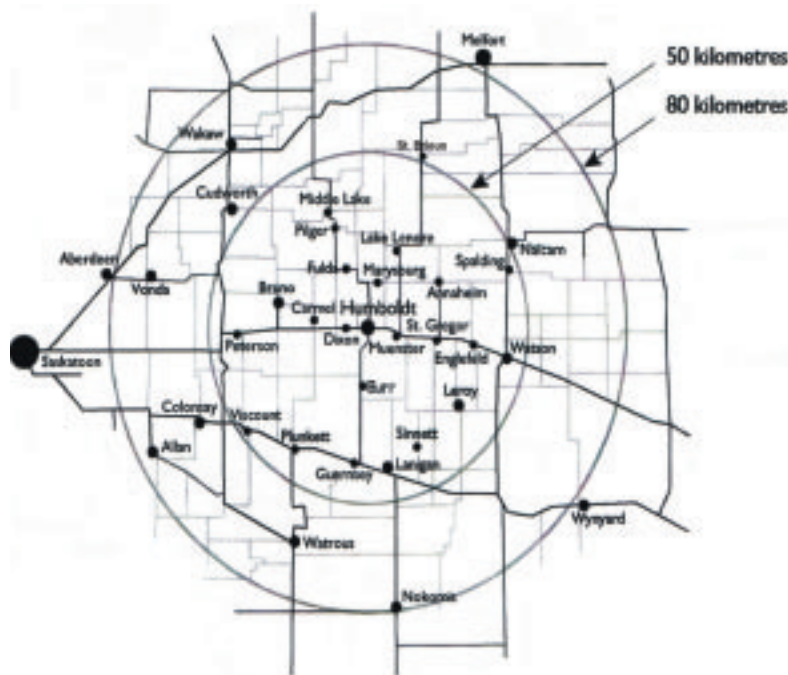 Melfort
50 kilometres
80 kilometres
Wakaw
St. Brieux
Cudworth
Middle Lake
Pilger
Lake Lenore
Naicam
Aberdeen
Vonda
Fulda
Marysburg
Spalding
Annaheim
Bruno
Carmel
Humboldt
St. Gregor
Peterson
Dixon
Muenster
Englefeld
Watson
Saskatoon
Burr
Leroy
Colonsay
Viscount
Plunkett
Sinnett
Allan
Guernsey
Lanigan
Wynyard
Watrous
Nokomis